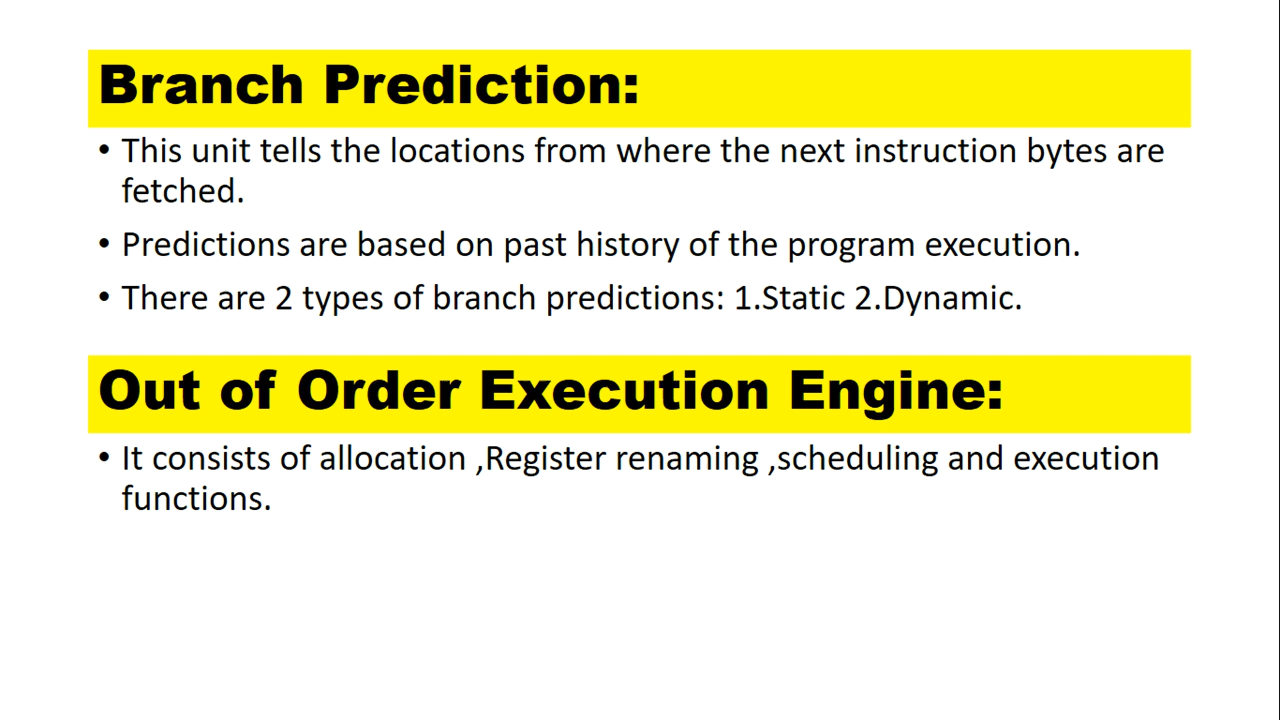 Branch Prediction:
• This unit tells the locations from where the next instruction bytes are
fetched.
• Predictions are based on past history of the program execution.
• There are 2 types of branch predictions: 1.Static 2.Dynamic.
Out of Order Execution Engine:
• It consists of allocation ,Register renaming ,scheduling and execution
functions.